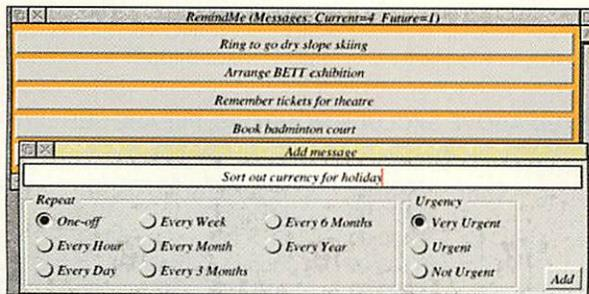 RemindMe (Messages: Current=4 Future=1)
Ring to go dry slope skiing
Arrange BETT exhibition
Remember tickets for theatre
Book badminton court
Add message
Sort out currency for holiday
Repeat
Urgency
One-off Every Week Every 6 Months Very Urgent
Every Hour Every Month Every Year Urgent
Every Day Every 3 Months Not Urgent
Add